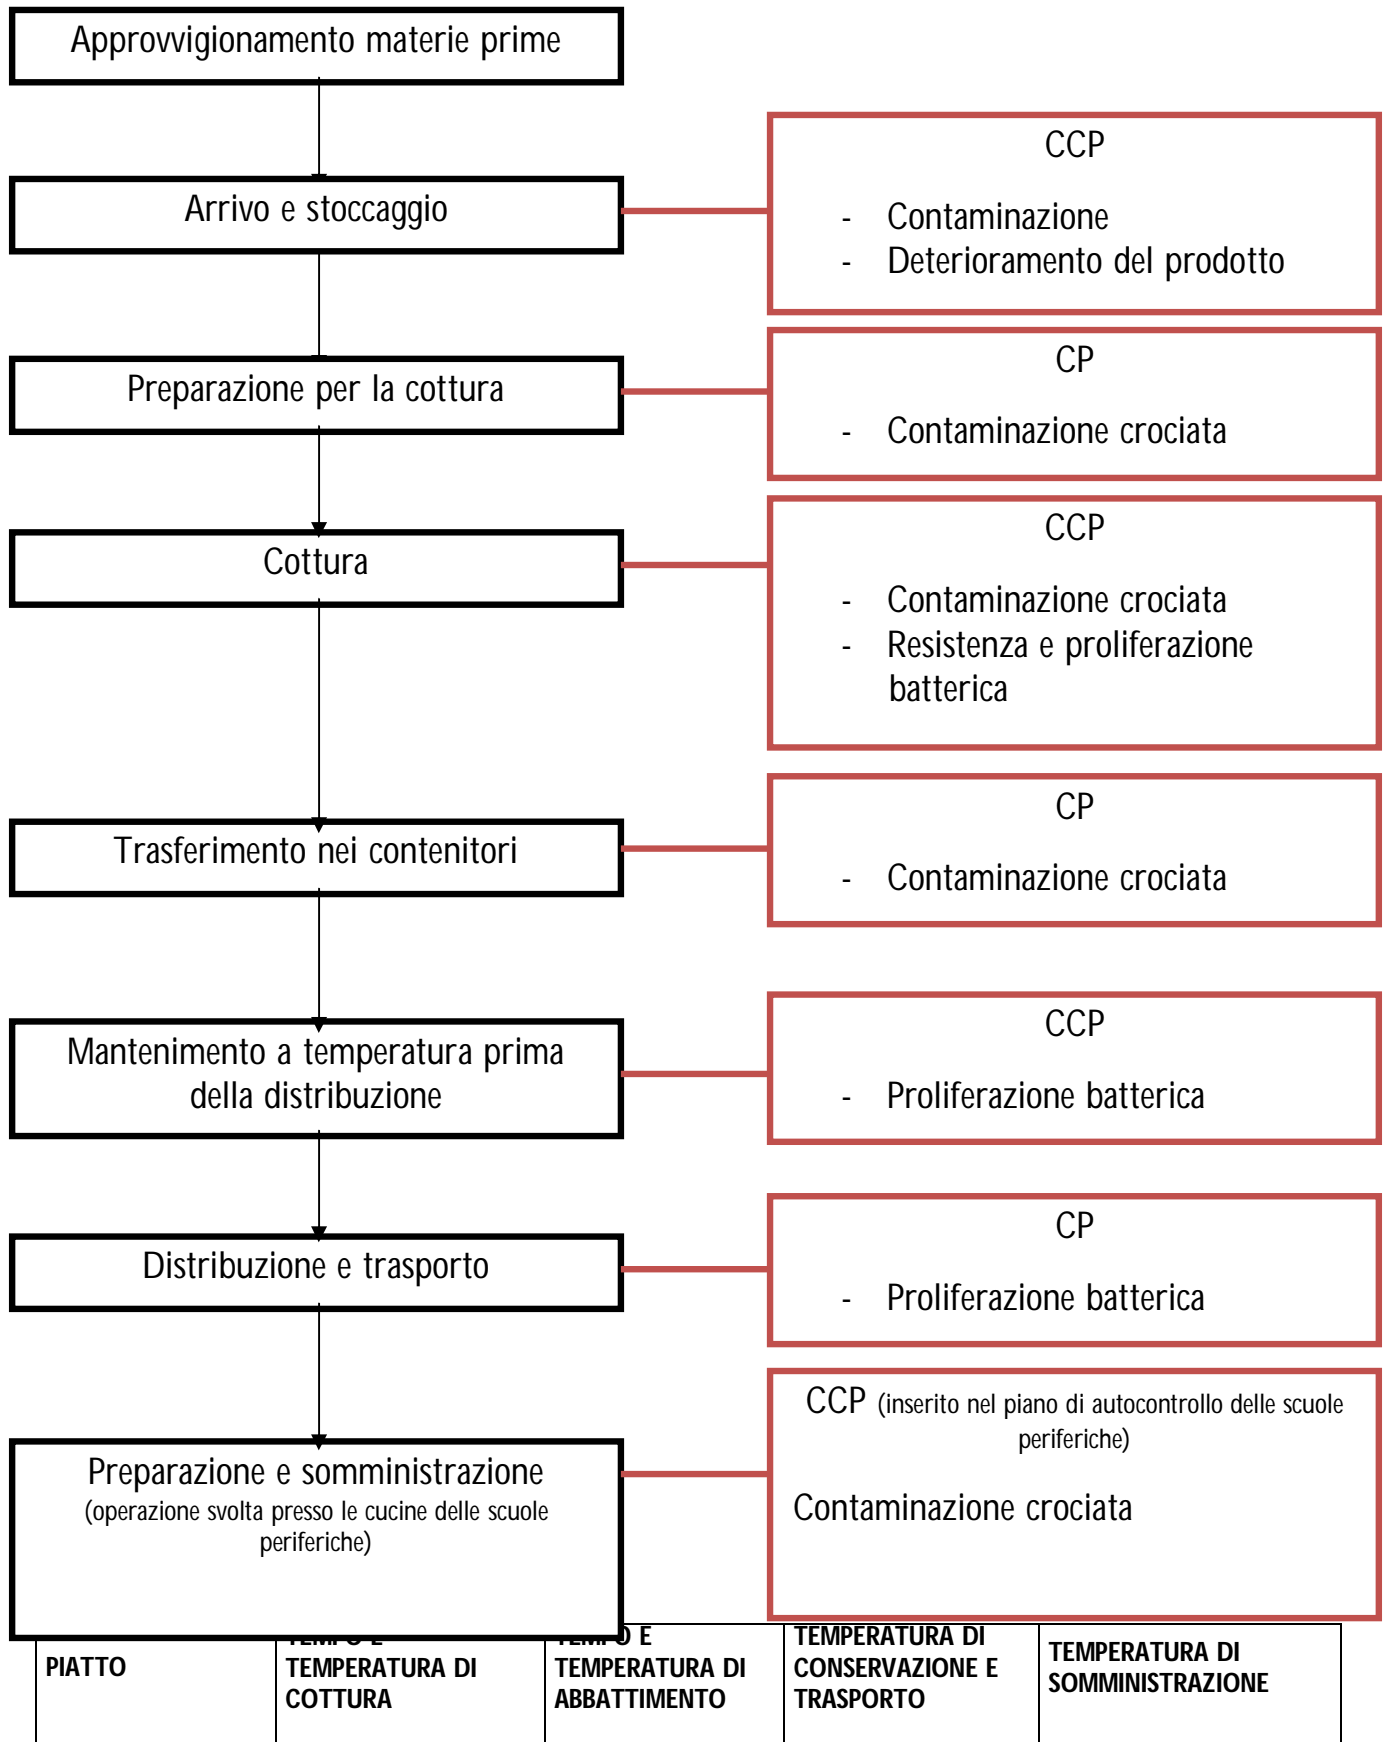 Approvvigionamento materie prime
CCP
Arrivo e stoccaggio
- Contaminazione
- Deterioramento del prodotto
CP
Preparazione per la cottura
- Contaminazione crociata
CCP
Cottura
- Contaminazione crociata
- Resistenza e proliferazione
batterica
CP
Trasferimento nei contenitori
- Contaminazione crociata
CCP
Mantenimento a temperatura prima
della distribuzione
- Proliferazione batterica
CP
Distribuzione e trasporto
- Proliferazione batterica
CCP (inserito nel piano di autocontrollo delle scuole
periferiche)
Preparazione e somministrazione
(operazione svolta presso le cucine delle scuole
periferiche)
Contaminazione crociata
PIATTO
TEMPO E
TEMPERATURA DI
COTTURA
TEMPO E
TEMPERATURA DI
ABBATTIMENTO
TEMPERATURA DI
CONSERVAZIONE E
TRASPORTO
TEMPERATURA DI
SOMMINISTRAZIONE